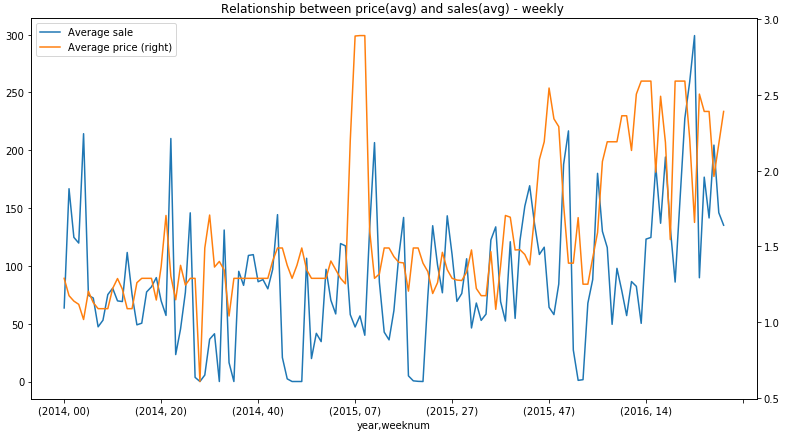 Relationship between price(avg) and sales(avg) - weekly
Average sale
Average price (right)
300
250
200
150
100
50
0
3.0
2.5
2.0
1.5
1.0
0.5
(2014, 00) (2014, 20) (2014, 40) (2015, 07) (2015, 27) (2015, 47) (2016, 14)
year,weeknum